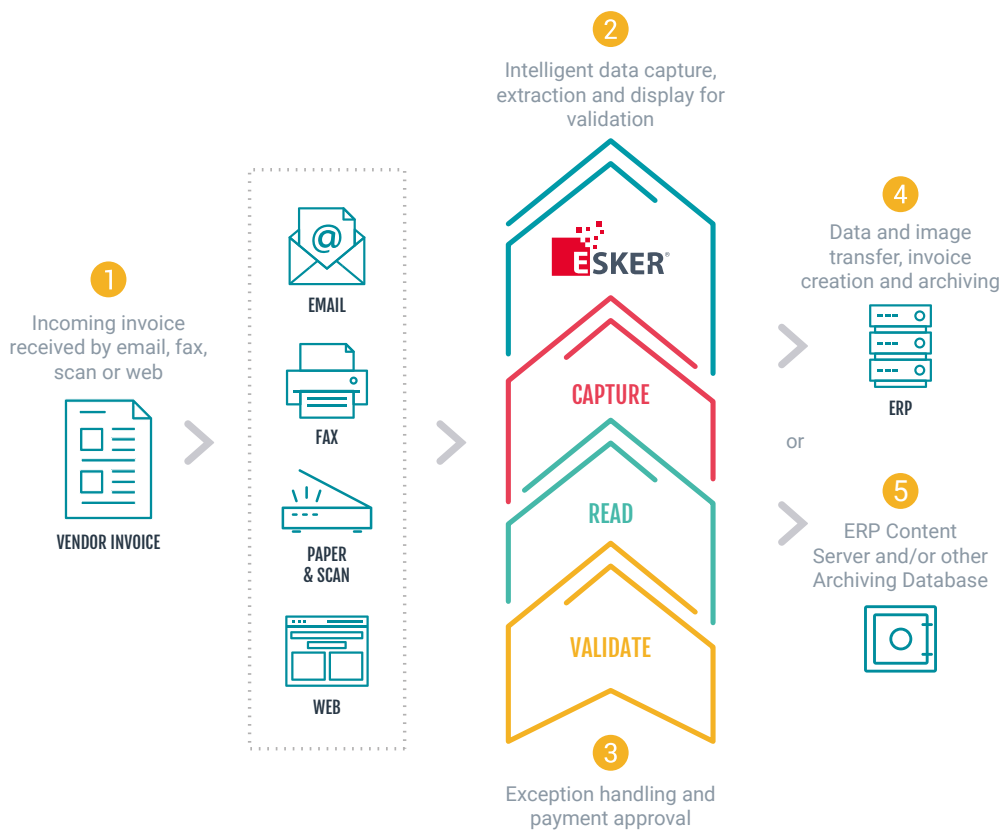 1
Incoming invoice
received by email, fax,
scan or web
VENDOR INVOICE
@
EMAIL
FAX
PAPER
& SCAN
WEB
2
Intelligent data capture,
extraction and display for
validation
ESKER®
CAPTURE
READ
VALIDATE
3
Exception handling and
payment approval
4
Data and image
transfer, invoice
creation and archiving
ERP
or
5
ERP Content
Server and/or other
Archiving Database